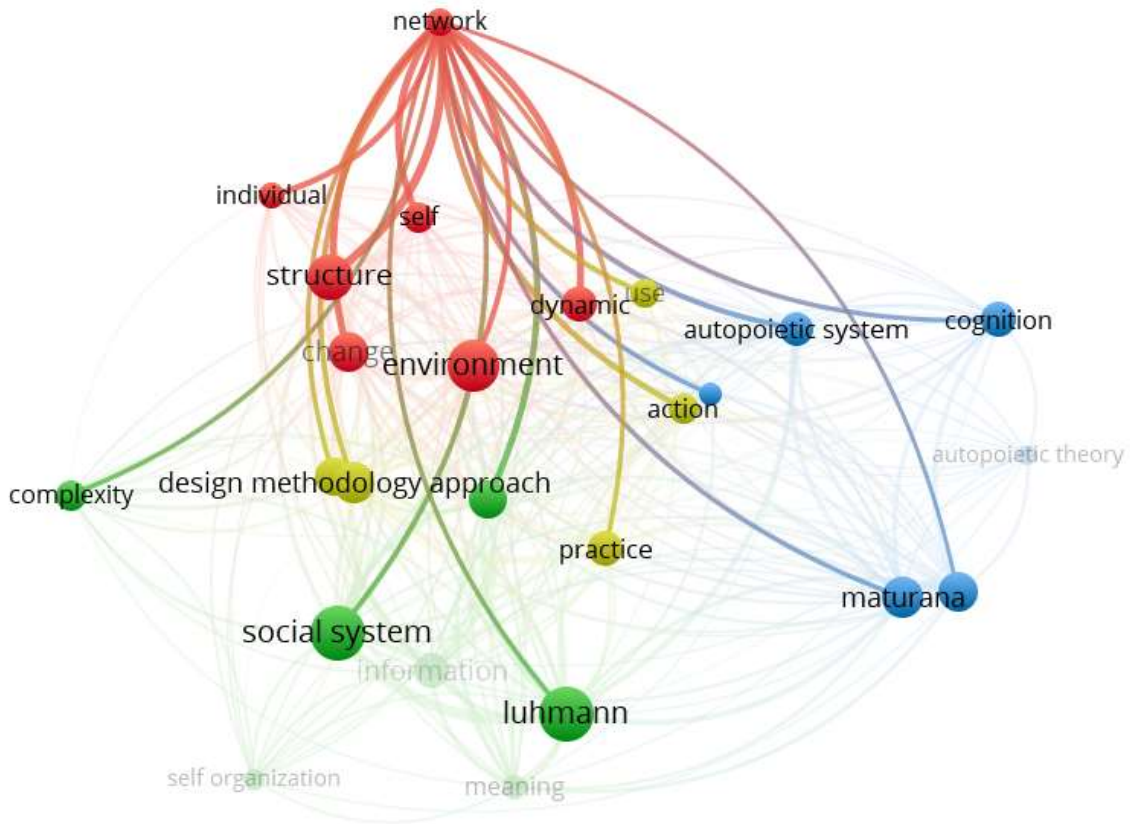 network
individual
self
structure
dynamic
use
autopoietic system
cognition
change
environment
action
autopoietic theory
design methodology approach
complexity
practice
maturana
social system
information
luhmann
self organization
meaning